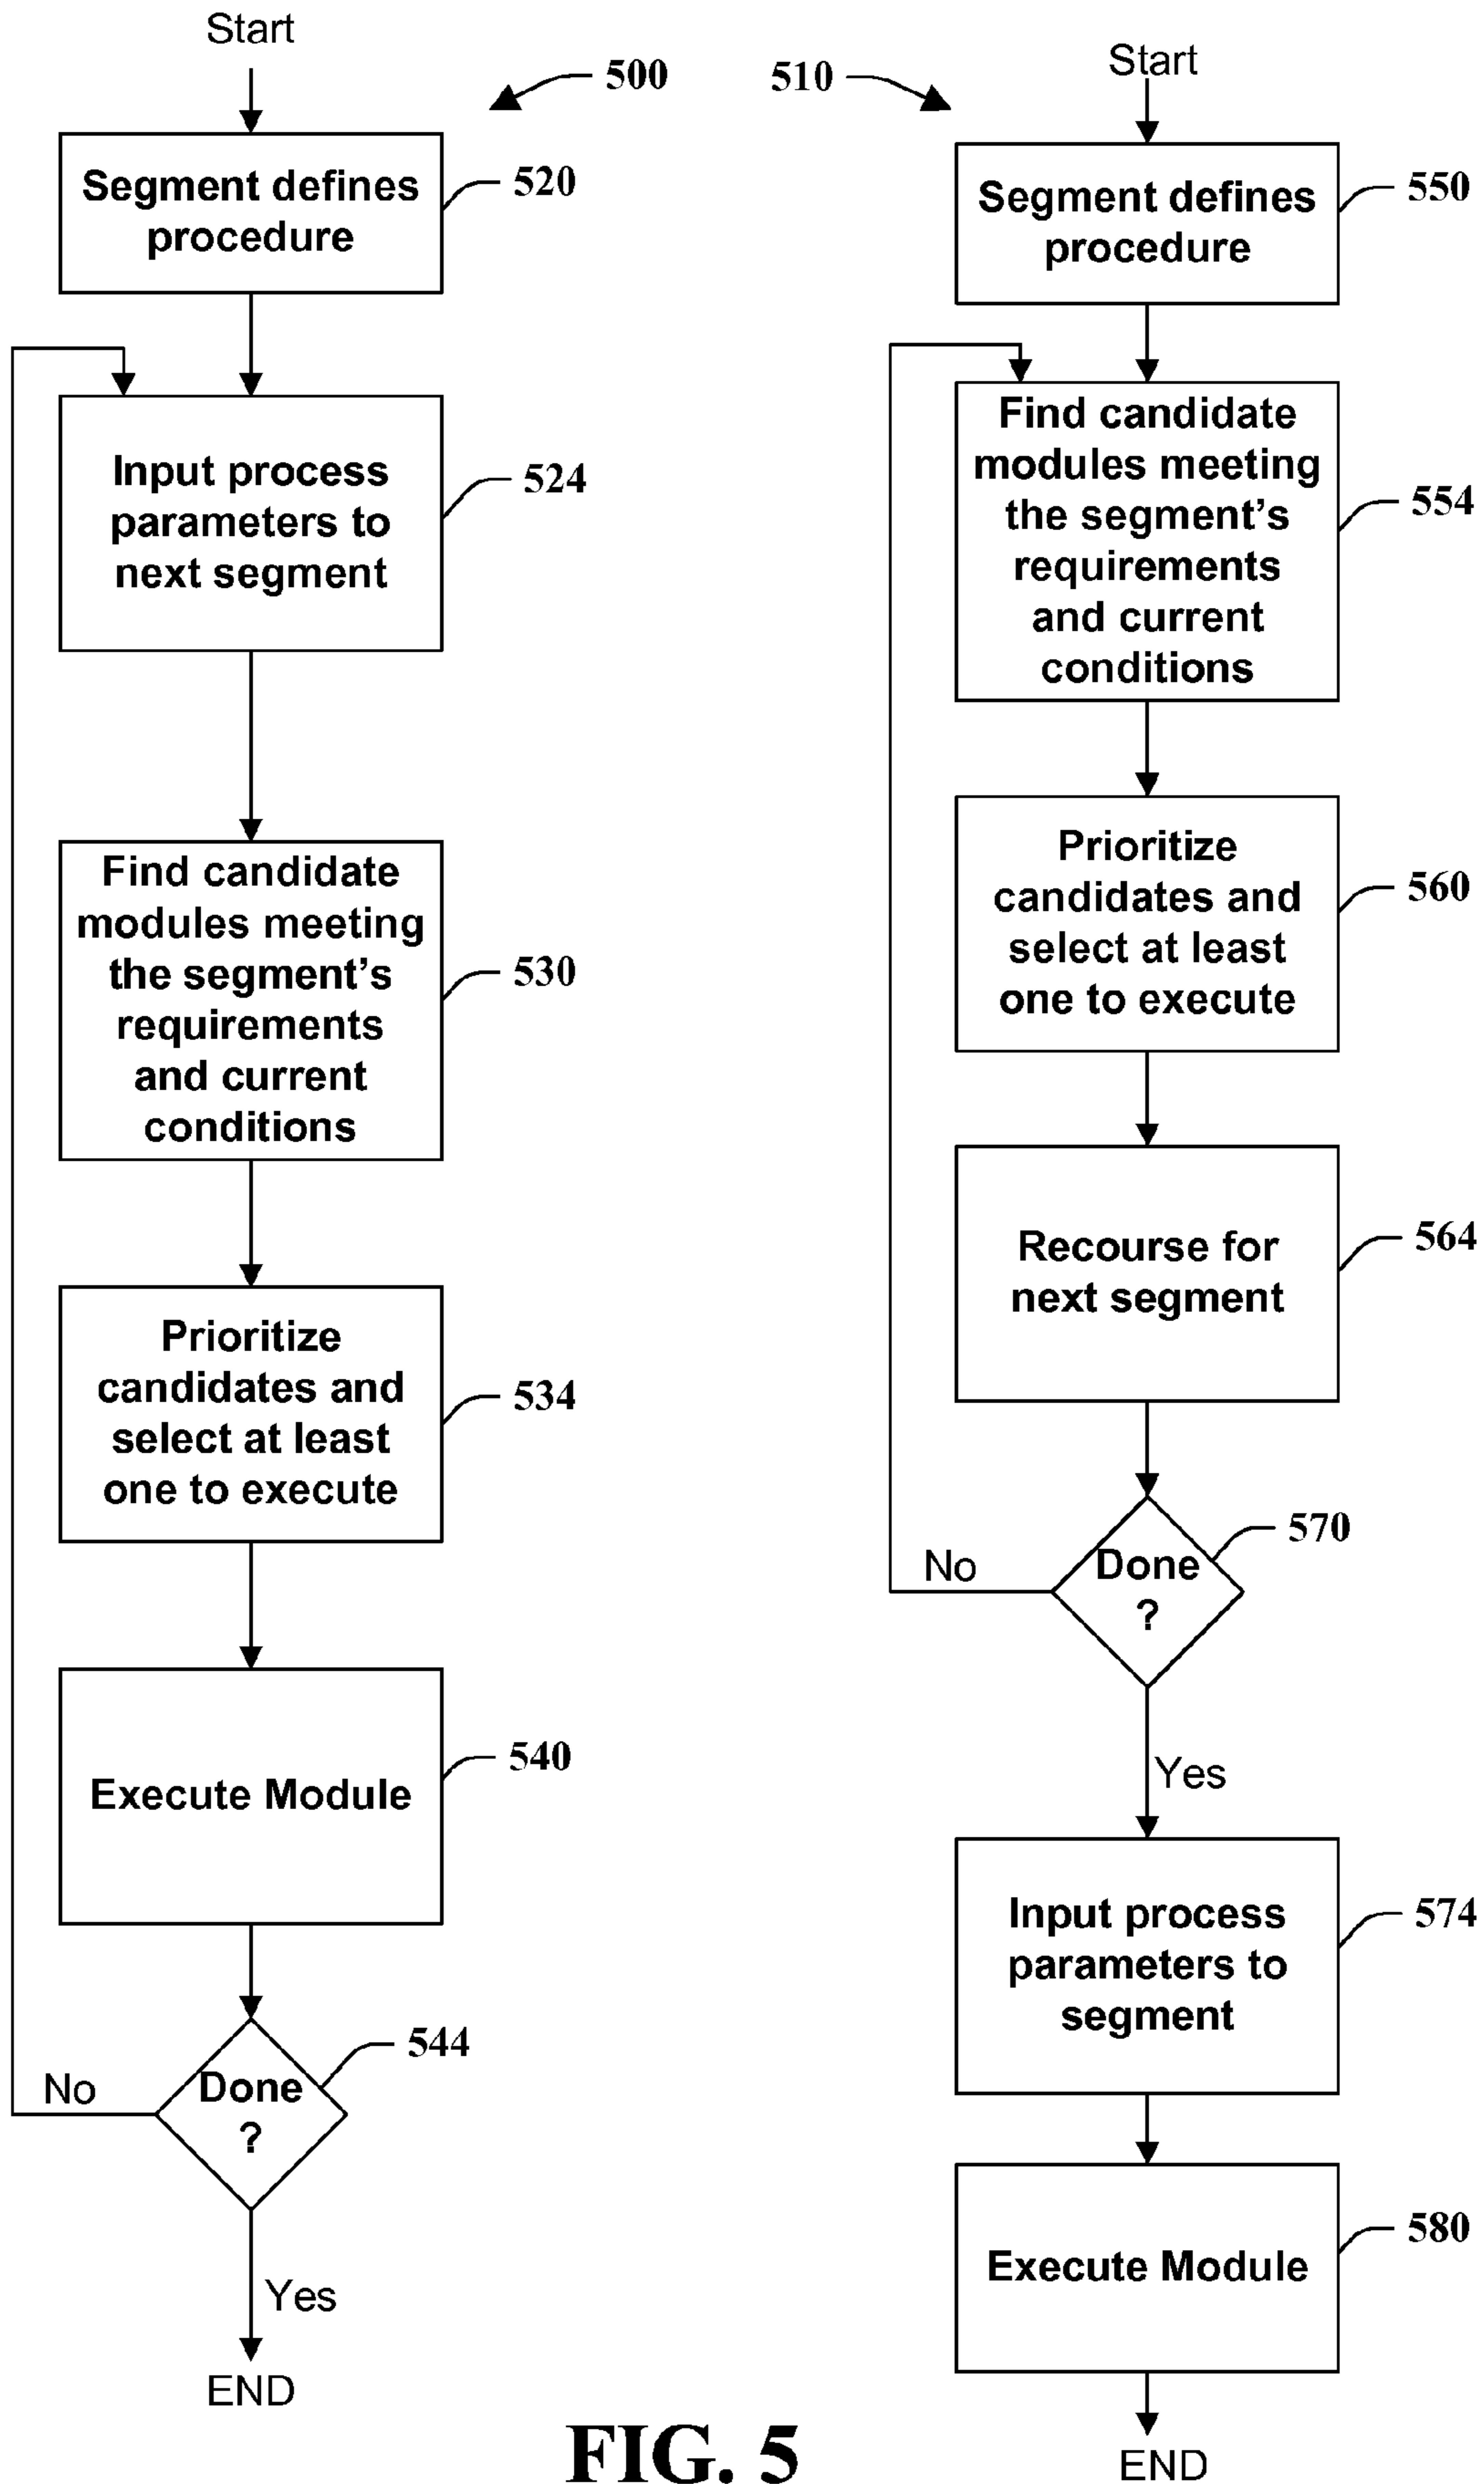 Start
500
Segment defines
procedure
520
Input process
parameters to
next segment
524
Find candidate
modules meeting
the segment’s
requirements
and current
conditions
530
Prioritize
candidates and
select at least
one to execute
534
Execute Module
540
Done
?
544
No
Yes
END
510
Start
Segment defines
procedure
550
Find candidate
modules meeting
the segment’s
requirements
and current
conditions
554
Prioritize
candidates and
select at least
one to execute
560
Recourse for
next segment
564
Done
?
570
No
Yes
Input process
parameters to
segment
574
Execute Module
580
END
FIG. 5